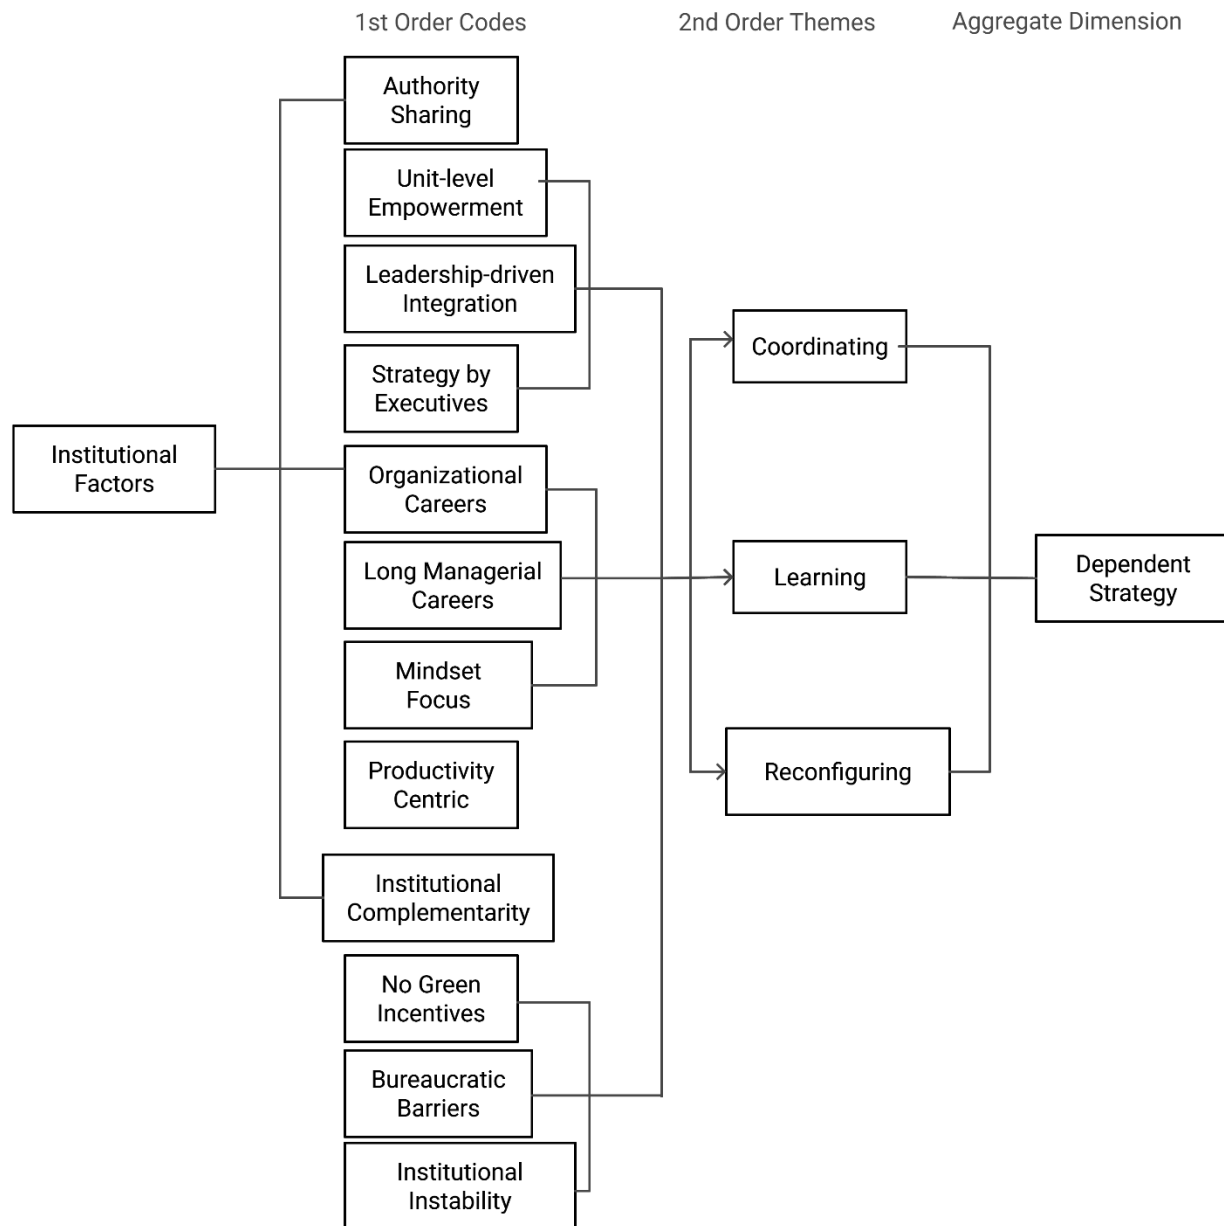 1st Order Codes
2nd Order Themes
Aggregate Dimension
Authority
Sharing
Unit-level
Empowerment
Leadership-driven
Integration
Strategy by
Executives
Institutional
Factors
Organizational
Careers
Long Managerial
Careers
Mindset
Focus
Productivity
Centric
Institutional
Complementarity
No Green
Incentives
Bureaucratic
Barriers
Institutional
Instability
Coordinating
Learning
Reconfiguring
Dependent
Strategy